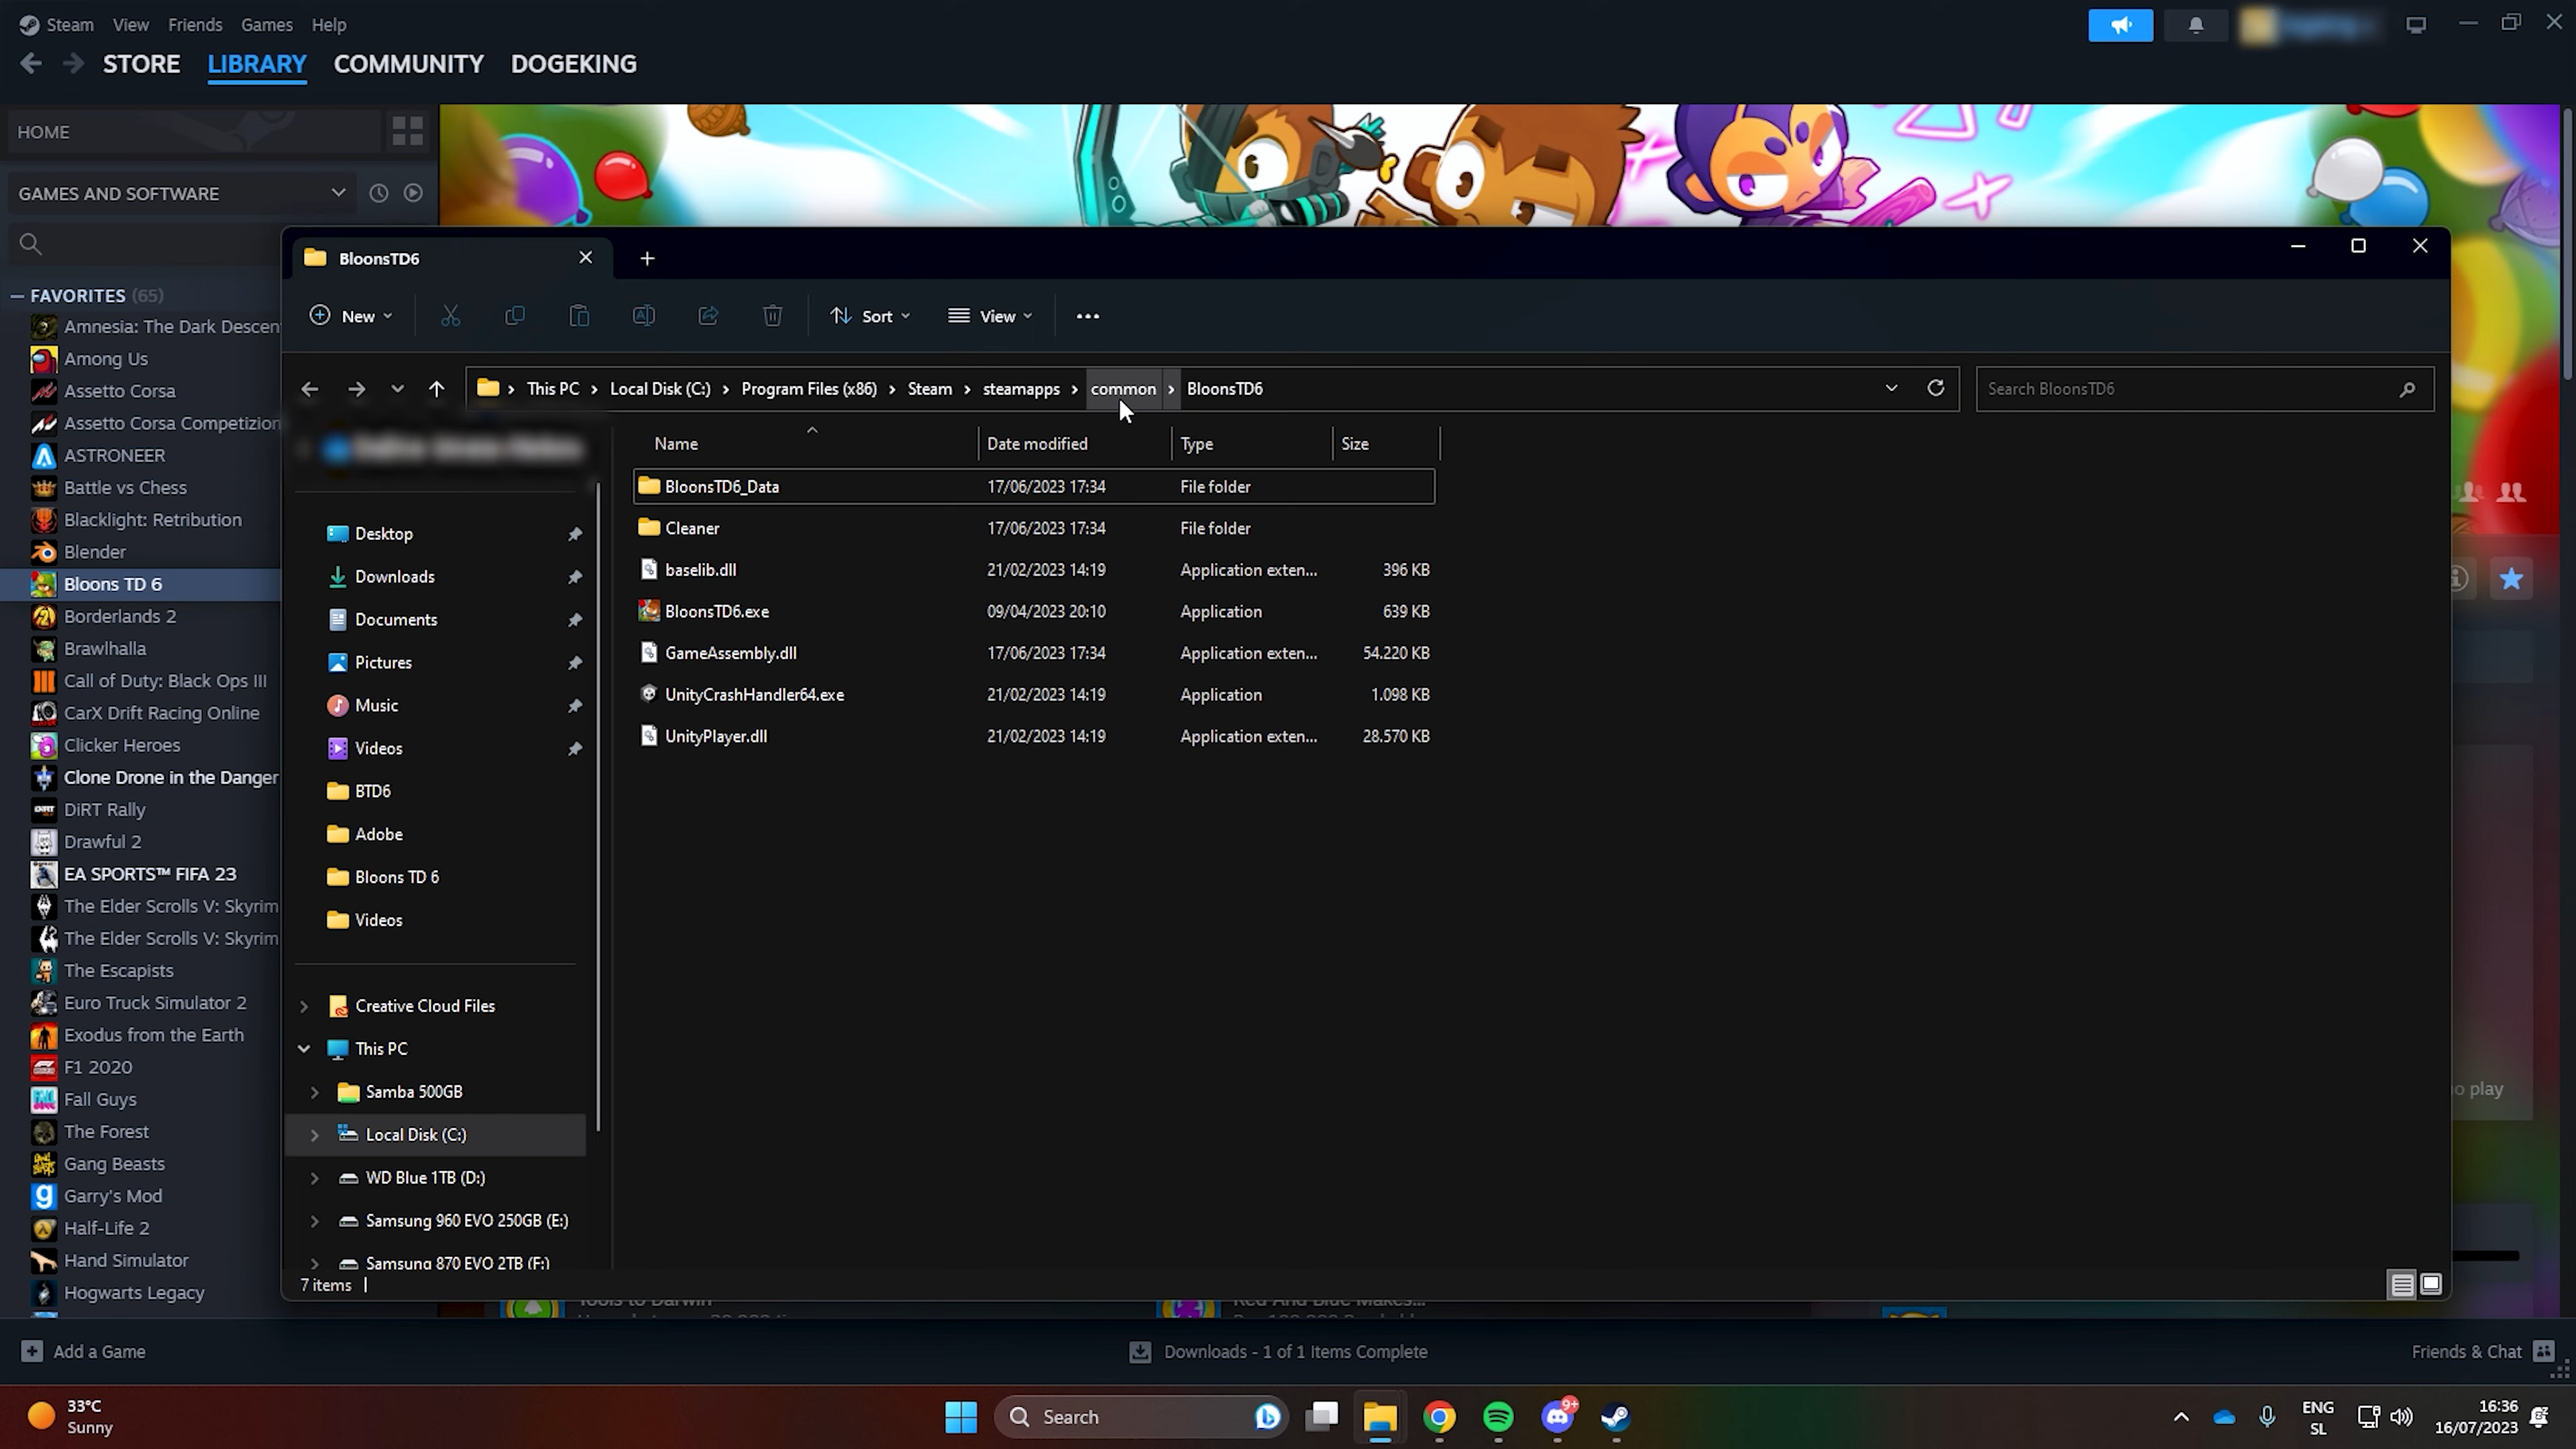 Steam View Friends Games Help
STORE LIBRARY COMMUNITY DOGEKING
HOME
GAMES AND SOFTWARE
FAVORITES (65)
Amnesia: The Dark Descen
Among Us
Assetto Corsa
Assetto Corsa Competizion
ASTRONEER
Battle vs Chess
Blacklight: Retribution
Blender
Bloons TD 6
Borderlands 2
Brawlhalla
Call of Duty: Black Ops III
CarX Drift Racing Online
Clicker Heroes
Clone Drone in the Danger
DiRT Rally
Drawful 2
EA SPORTS™ FIFA 23
The Elder Scrolls V: Skyrim
The Elder Scrolls V: Skyrim
The Escapists
Euro Truck Simulator 2
Exodus from the Earth
F1 2020
Fall Guys
The Forest
Gang Beasts
Garry's Mod
Half-Life 2
Hand Simulator
Hogwarts Legacy
BloonsTD6
New Sort View
This PC Local Disk (C:) Program Files (x86) Steam steamapps common BloonsTD6
Search BloonsTD6
Desktop
Downloads
Documents
Pictures
Music
Videos
BTD6
Adobe
Bloons TD 6
Videos
Creative Cloud Files
This PC
Samba 500GB
Local Disk (C:)
WD Blue 1TB (D:)
Samsung 960 EVO 250GB (E:)
Samsung 870 EVO 2TB (F:)
Name Date modified Type Size
BloonsTD6_Data 17/06/2023 17:34 File folder
Cleaner 17/06/2023 17:34 File folder
baselib.dll 21/02/2023 14:19 Application exten... 396 KB
BloonsTD6.exe 09/04/2023 20:10 Application 639 KB
GameAssembly.dll 17/06/2023 17:34 Application exten... 54.220 KB
UnityCrashHandler64.exe 21/02/2023 14:19 Application 1.098 KB
UnityPlayer.dll 21/02/2023 14:19 Application exten... 28.570 KB
7 items
o play
Tools to Darwin
Red And Blue Makes...
Add a Game
Downloads - 1 of 1 Items Complete
Friends & Chat
33°C
Sunny
Search
9+
ENG
SL
16:36
16/07/2023